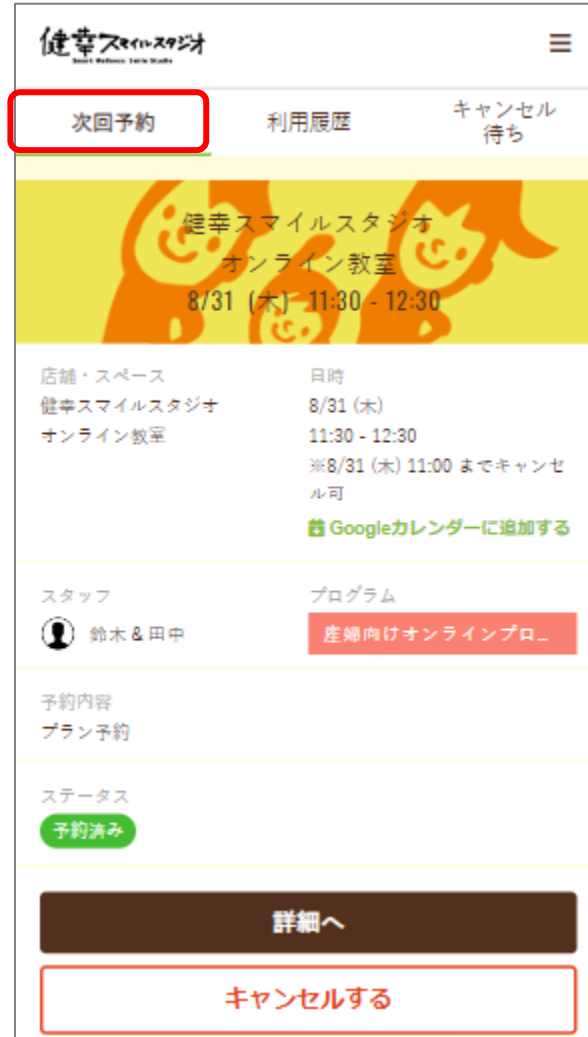 健幸スマイルスタジオ
Smart Wellness Smile Studio
次回予約
利用履歴
キャンセル
待ち
健幸スマイルスタジオ
オンライン教室
8/31 (木) 11:30 - 12:30
店舗・スペース
健幸スマイルスタジオ
オンライン教室
日時
8/31 (木)
11:30 - 12:30
※8/31 (木) 11:00 までキャンセ
ル可
Googleカレンダーに追加する
スタッフ
鈴木&田中
プログラム
産婦向けオンラインプロ…
予約内容
プラン予約
ステータス
予約済み
詳細へ
キャンセルする